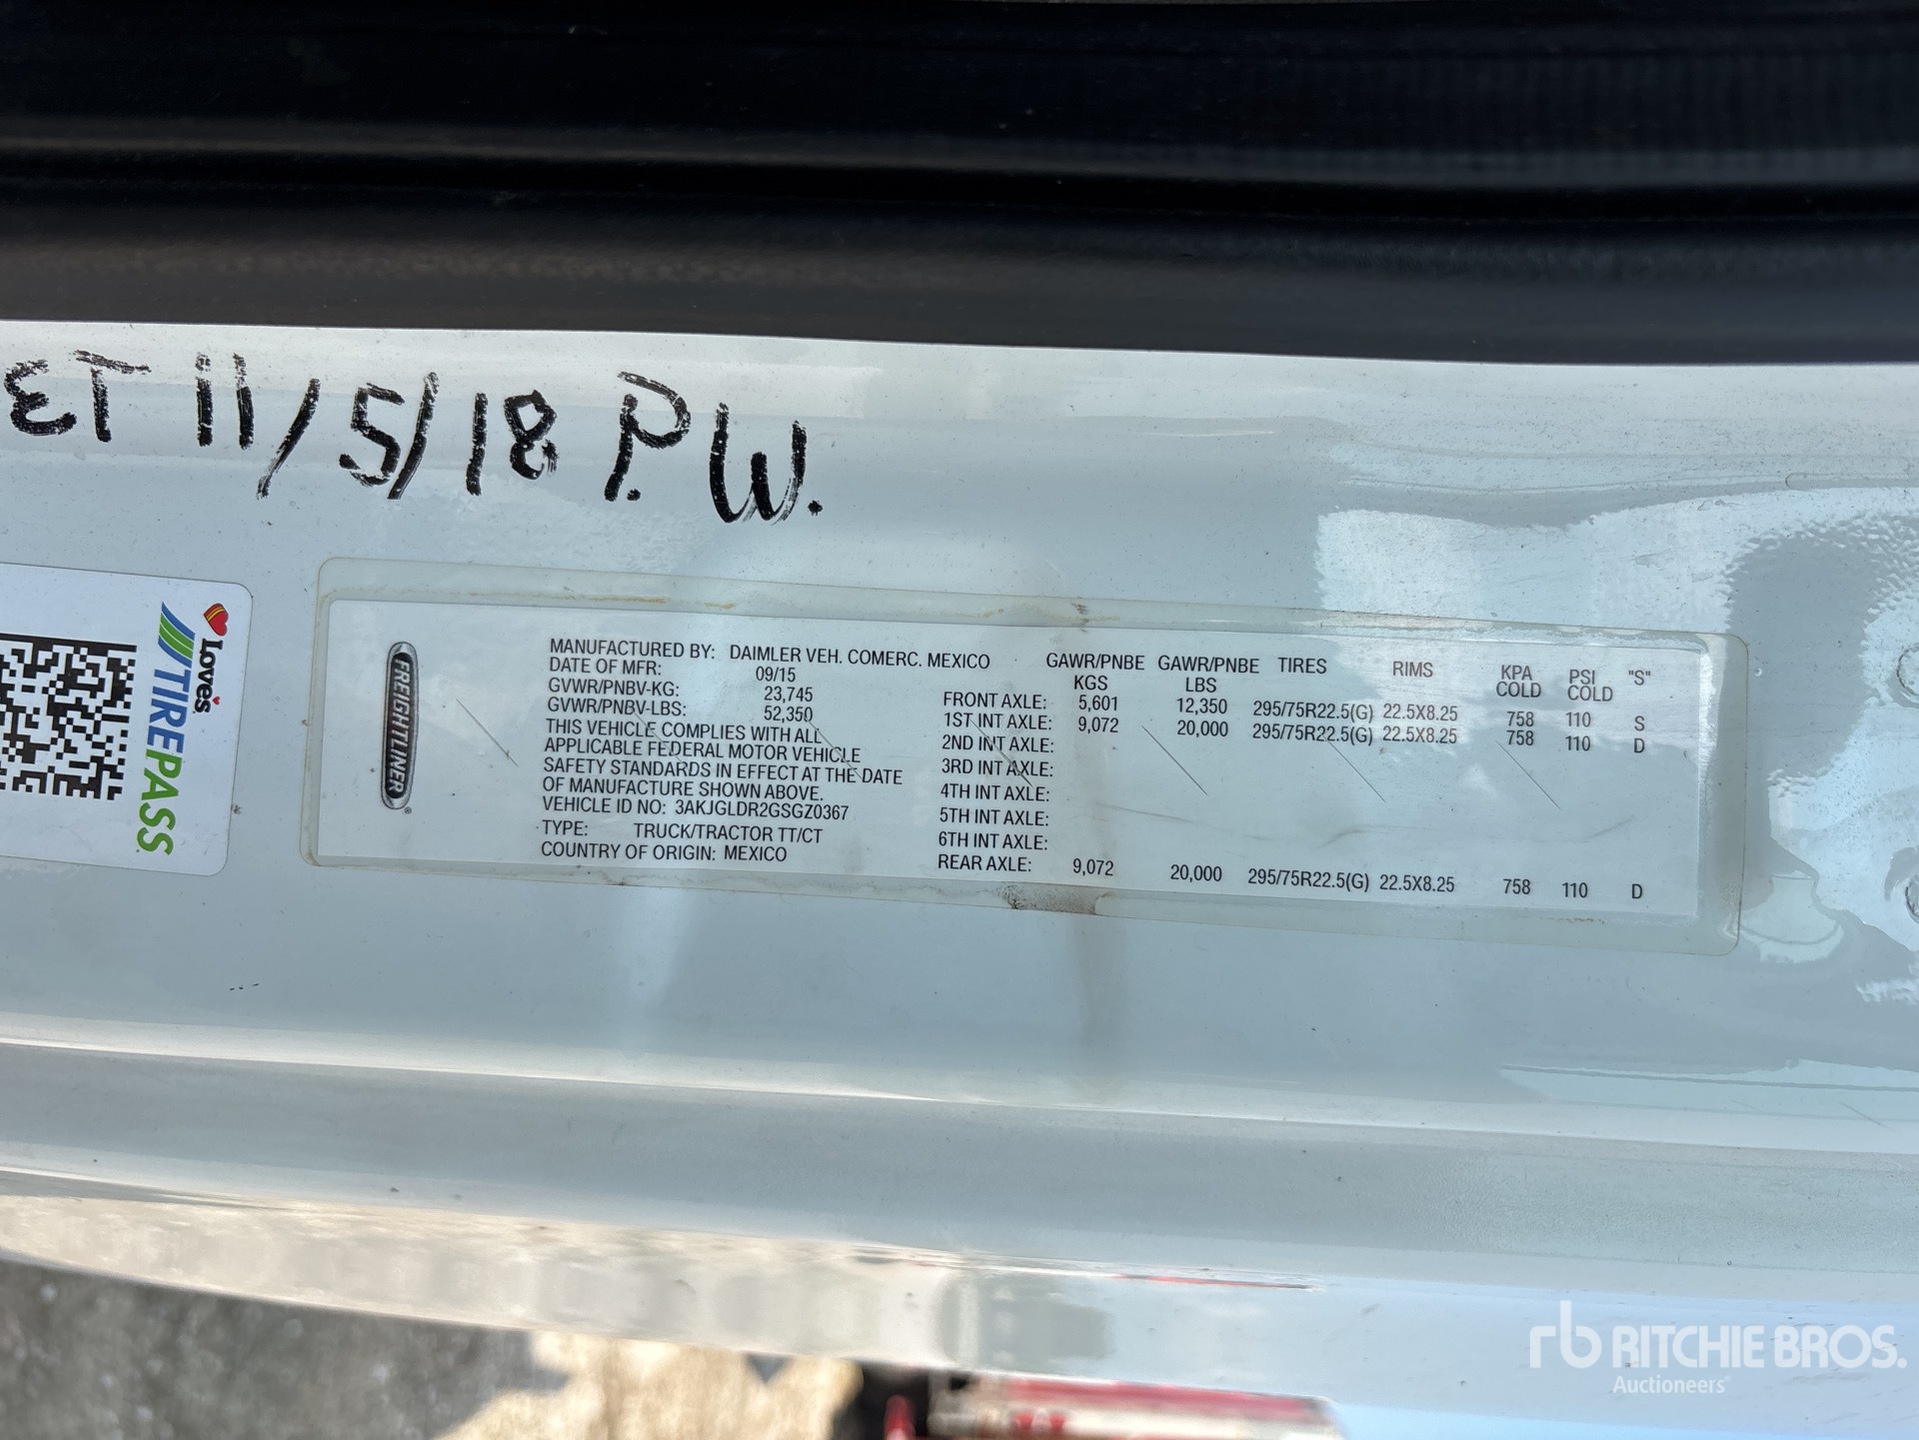 ET 11/5/18 P.W.
Love's
TIREPASS
FREIGHTLINER
MANUFACTURED BY: DAIMLER VEH. COMERC. MEXICO
DATE OF MFR: 09/15
GVWR/PNBV-KG: 23,745
GVWR/PNBV-LBS: 52,350
THIS VEHICLE COMPLIES WITH ALL
APPLICABLE FEDERAL MOTOR VEHICLE
SAFETY STANDARDS IN EFFECT AT THE DATE
OF MANUFACTURE SHOWN ABOVE.
VEHICLE ID NO: 3AKJGLDR2GSGZ0367
TYPE: TRUCK/TRACTOR TT/CT
COUNTRY OF ORIGIN: MEXICO
GAWR/PNBE KGS GAWR/PNBE LBS TIRES RIMS KPA COLD PSI COLD "S"
FRONT AXLE: 5,601 12,350 295/75R22.5(G) 22.5X8.25 758 110 S
1ST INT AXLE: 9,072 20,000 295/75R22.5(G) 22.5X8.25 758 110 D
2ND INT AXLE:
3RD INT AXLE:
4TH INT AXLE:
5TH INT AXLE:
6TH INT AXLE:
REAR AXLE: 9,072 20,000 295/75R22.5(G) 22.5X8.25 758 110 D
rb RITCHIE BROS.
Auctioneers